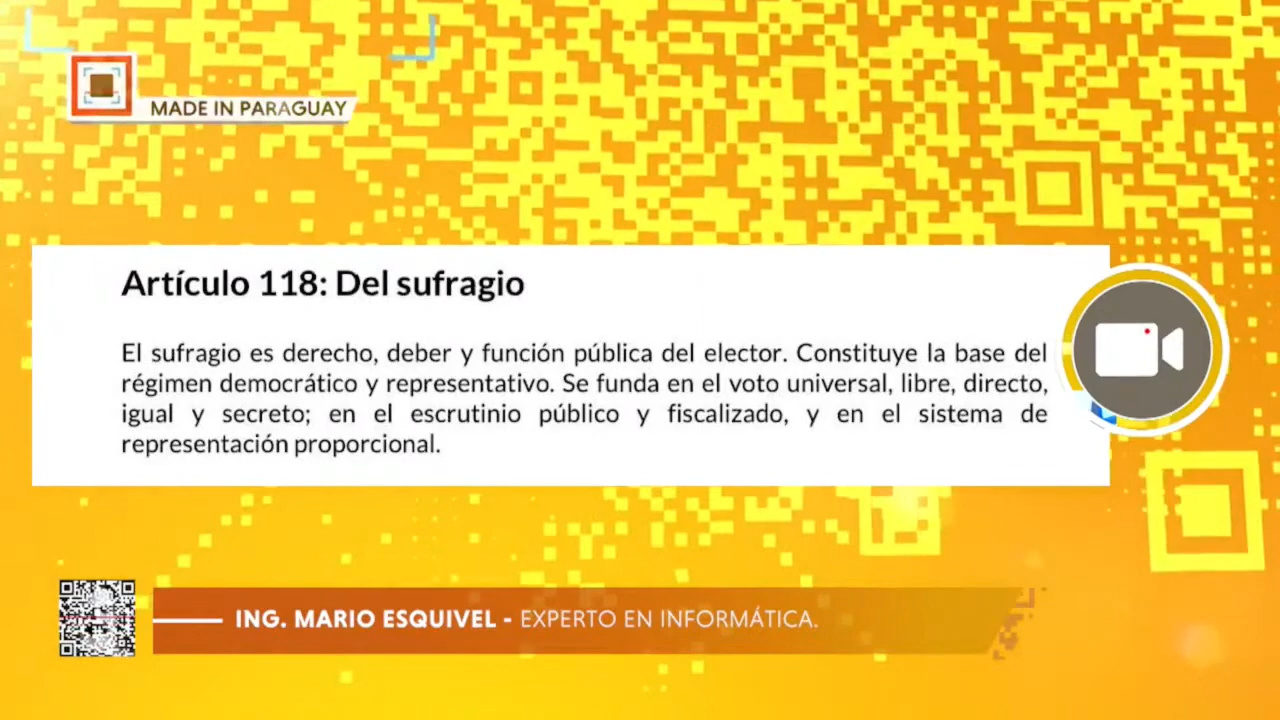 MADE IN PARAGUAY
Artículo 118: Del sufragio
El sufragio es derecho, deber y función pública del elector. Constituye la base del
régimen democrático y representativo. Se funda en el voto universal, libre, directo,
igual y secreto; en el escrutinio público y fiscalizado, y en el sistema de
representación proporcional.
ING. MARIO ESQUIVEL - EXPERTO EN INFORMÁTICA.